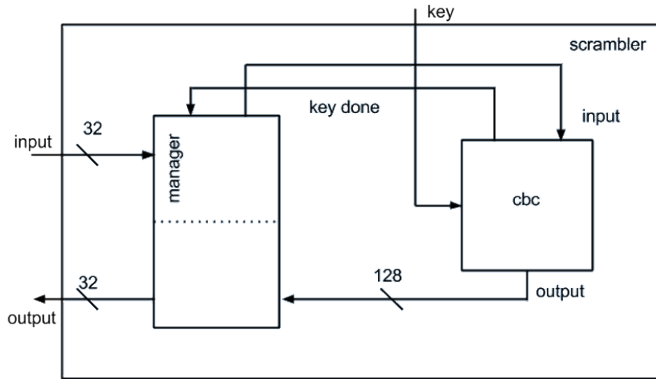 key
scrambler
key done
input
32
input
manager
cbc
32
128
output
output